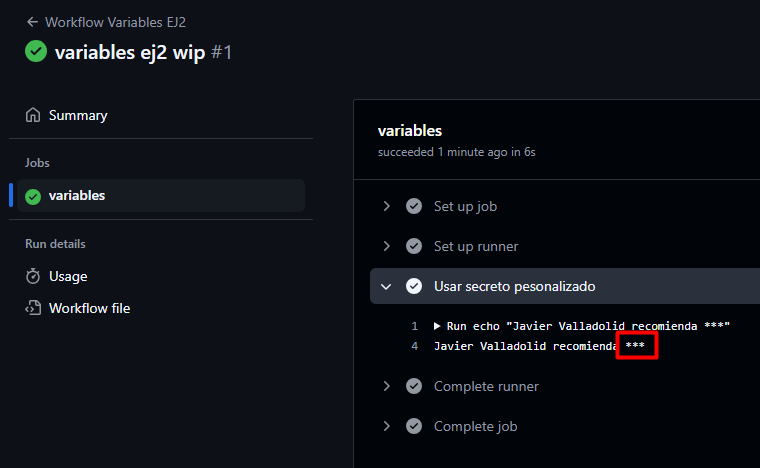 Workflow Variables EJ2
variables ej2 wip #1
Summary
Jobs
variables
Run details
Usage
Workflow file
variables
succeeded 1 minute ago in 6s
Set up job
Set up runner
Usar secreto pesonalizado
1 Run echo "Javier Valladolid recomienda ***"
4 Javier Valladolid recomienda ***
Complete runner
Complete job